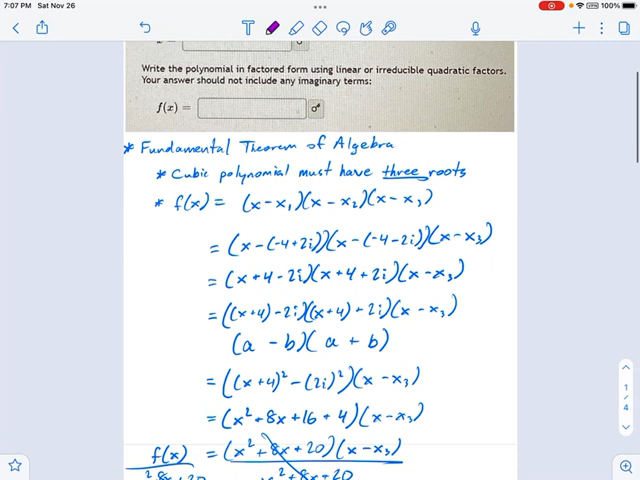 7:07 PM Sat Nov 26
100%
Write the polynomial in factored form using linear or irreducible quadratic factors.
Your answer should not include any imaginary terms:
f(x) =
* Fundamental Theorem of Algebra
* Cubic polynomial must have three roots
* f(x) = (x - x₁)(x - x₂)(x - x₃)
= (x - (-4+2i))(x - (-4-2i))(x - x₃)
= (x + 4 - 2i)(x + 4 + 2i)(x - x₃)
= ((x+4) - 2i)((x+4) + 2i)(x - x₃)
(a - b)(a + b)
= ((x+4)² - (2i)²)(x - x₃)
= (x² + 8x + 16 + 4)(x - x₃)
f(x) = (x² + 8x + 20)(x - x₃)
x² + 8x + 20
1 / 4